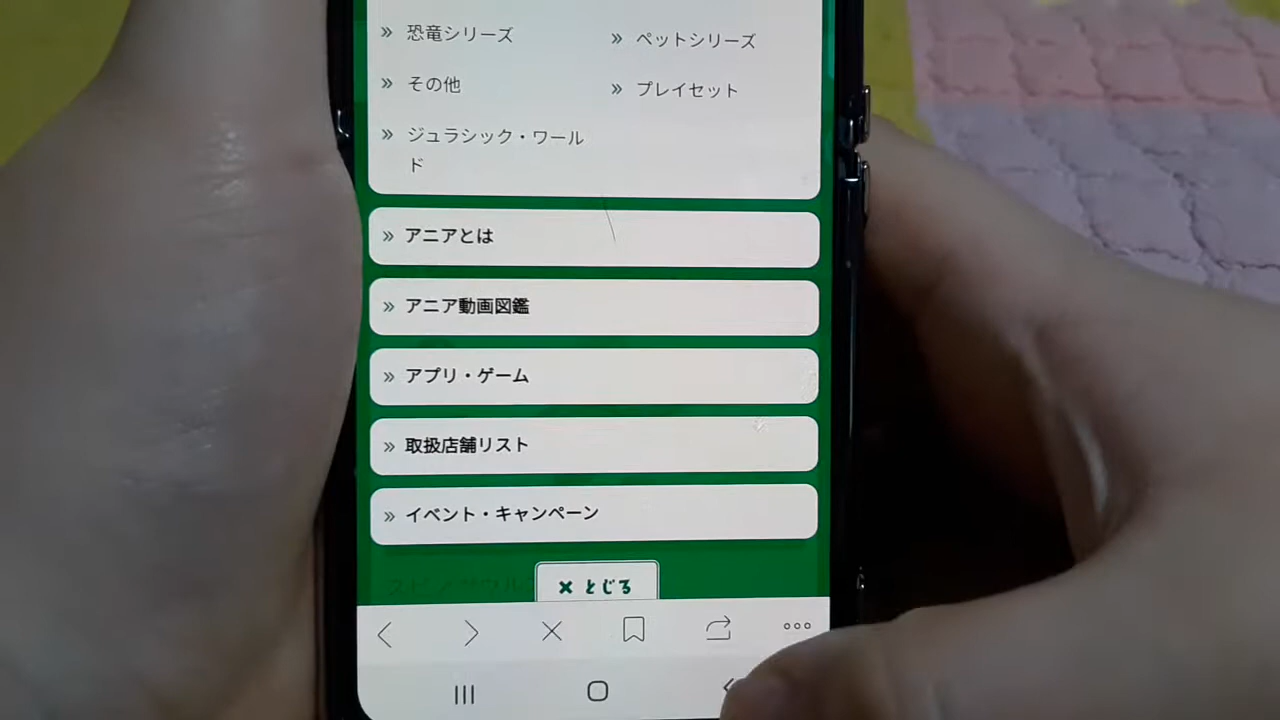 » 恐竜シリーズ
» ペットシリーズ
» その他
» プレイセット
» ジュラシック・ワール
ド
» アニアとは
» アニア動画図鑑
» アプリ・ゲーム
» 取扱店舗リスト
» イベント・キャンペーン
× とじる